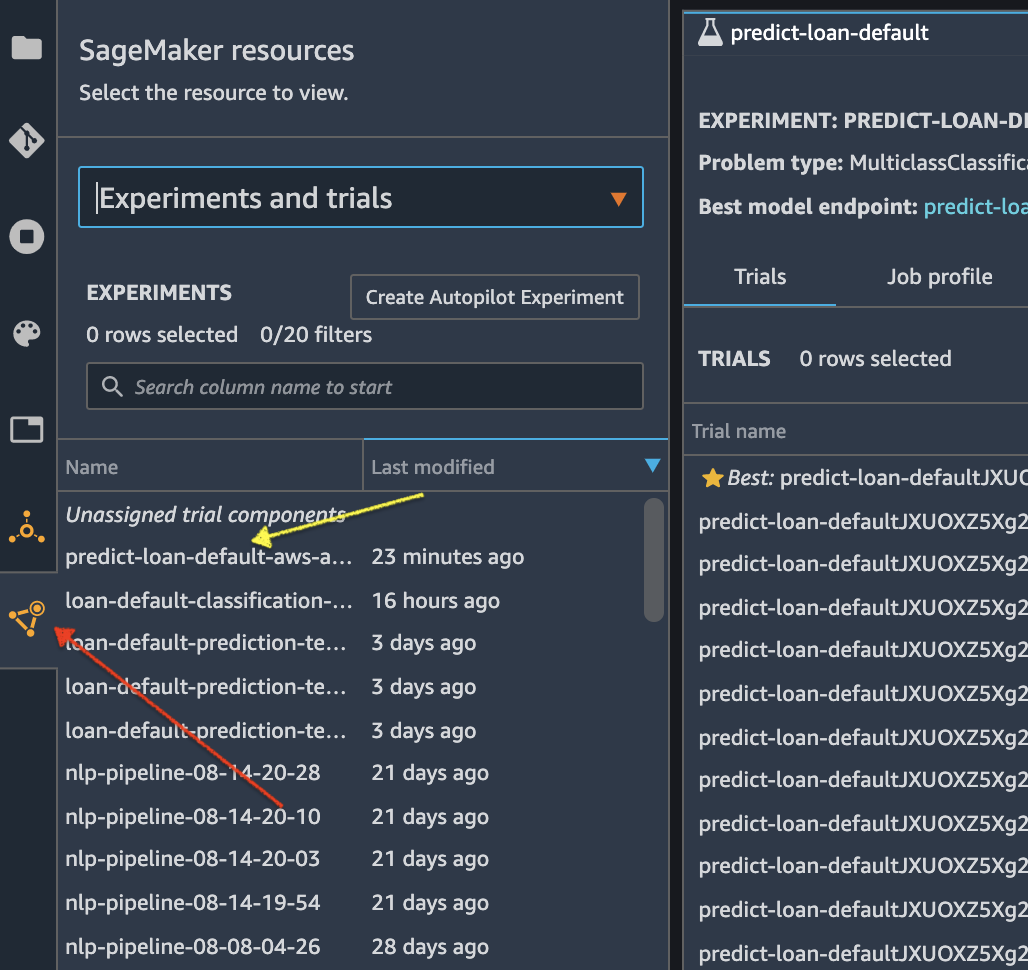 SageMaker resources
Select the resource to view.
Experiments and trials
EXPERIMENTS
Create Autopilot Experiment
0 rows selected 0/20 filters
Search column name to start
Name Last modified
Unassigned trial components
predict-loan-default-aws-a... 23 minutes ago
loan-default-classification-... 16 hours ago
loan-default-prediction-te... 3 days ago
loan-default-prediction-te... 3 days ago
loan-default-prediction-te... 3 days ago
nlp-pipeline-08-14-20-28 21 days ago
nlp-pipeline-08-14-20-10 21 days ago
nlp-pipeline-08-14-20-03 21 days ago
nlp-pipeline-08-14-19-54 21 days ago
nlp-pipeline-08-08-04-26 28 days ago
predict-loan-default
EXPERIMENT: PREDICT-LOAN-DE
Problem type: MulticlassClassifica
Best model endpoint: predict-loa
Trials Job profile
TRIALS 0 rows selected
Trial name
Best: predict-loan-defaultJXUO
predict-loan-defaultJXUOXZ5Xg2
predict-loan-defaultJXUOXZ5Xg2
predict-loan-defaultJXUOXZ5Xg2
predict-loan-defaultJXUOXZ5Xg2
predict-loan-defaultJXUOXZ5Xg2
predict-loan-defaultJXUOXZ5Xg2
predict-loan-defaultJXUOXZ5Xg2
predict-loan-defaultJXUOXZ5Xg2
predict-loan-defaultJXUOXZ5Xg2
predict-loan-defaultJXUOXZ5Xg2
predict-loan-defaultJXUOXZ5Xg2